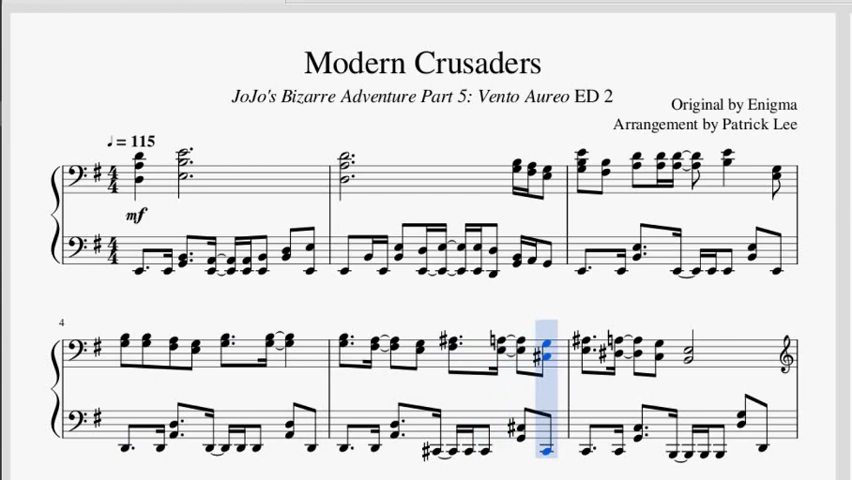 Modern Crusaders
JoJo's Bizarre Adventure Part 5: Vento Aureo ED 2
Original by Enigma
Arrangement by Patrick Lee
♩ = 115
mf
4